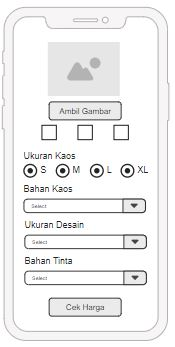 Ambil Gambar
Ukuran Kaos
S M L XL
Bahan Kaos
Select
Ukuran Desain
Select
Bahan Tinta
Select
Cek Harga